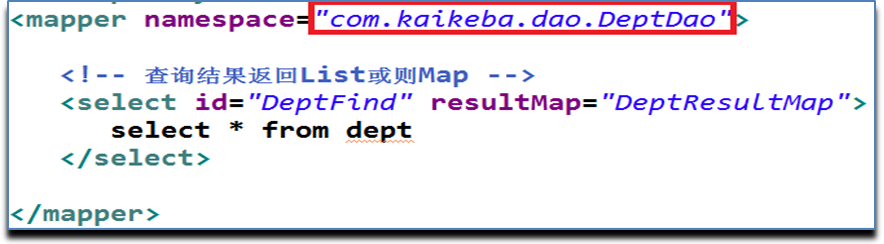 <mapper namespace="com.kaikeba.dao.DeptDao">
<!-- 查询结果返回List或则Map -->
<select id="DeptFind" resultMap="DeptResultMap">
select * from dept
</select>
</mapper>